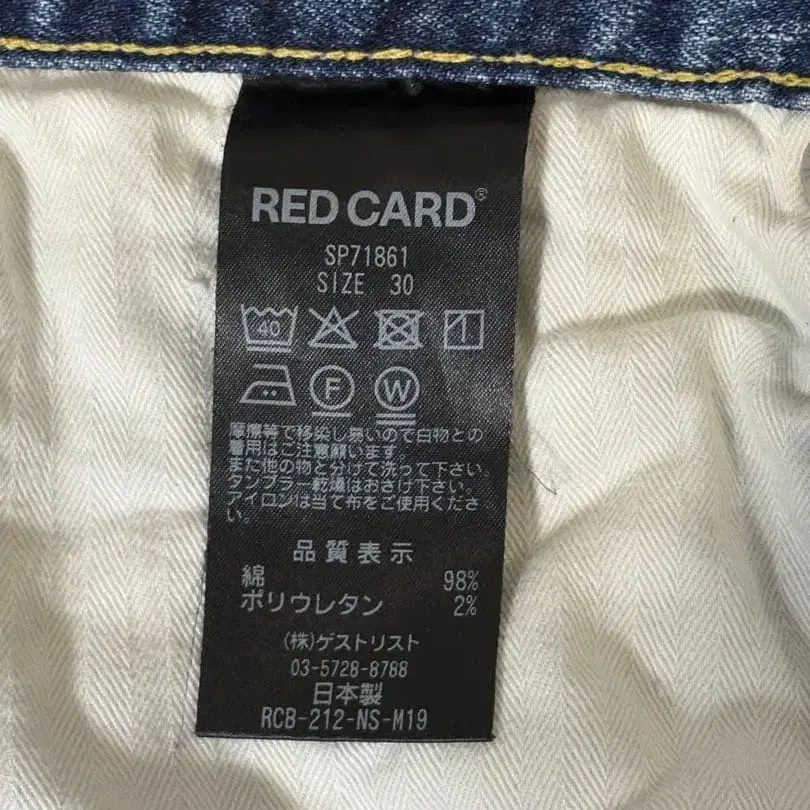 RED CARD®
SP71861
SIZE 30
40
F W
摩擦等で移染し易いので白物との
着用はご注意願います。
また他の物と分けて洗って下さい。
タンブラー乾燥はおさけ下さい。
アイロンは当て布をご使用くださ
い。
品質表示
綿 98%
ポリウレタン 2%
(株)ゲストリスト
03-5728-8788
日本製
RCB-212-NS-M19